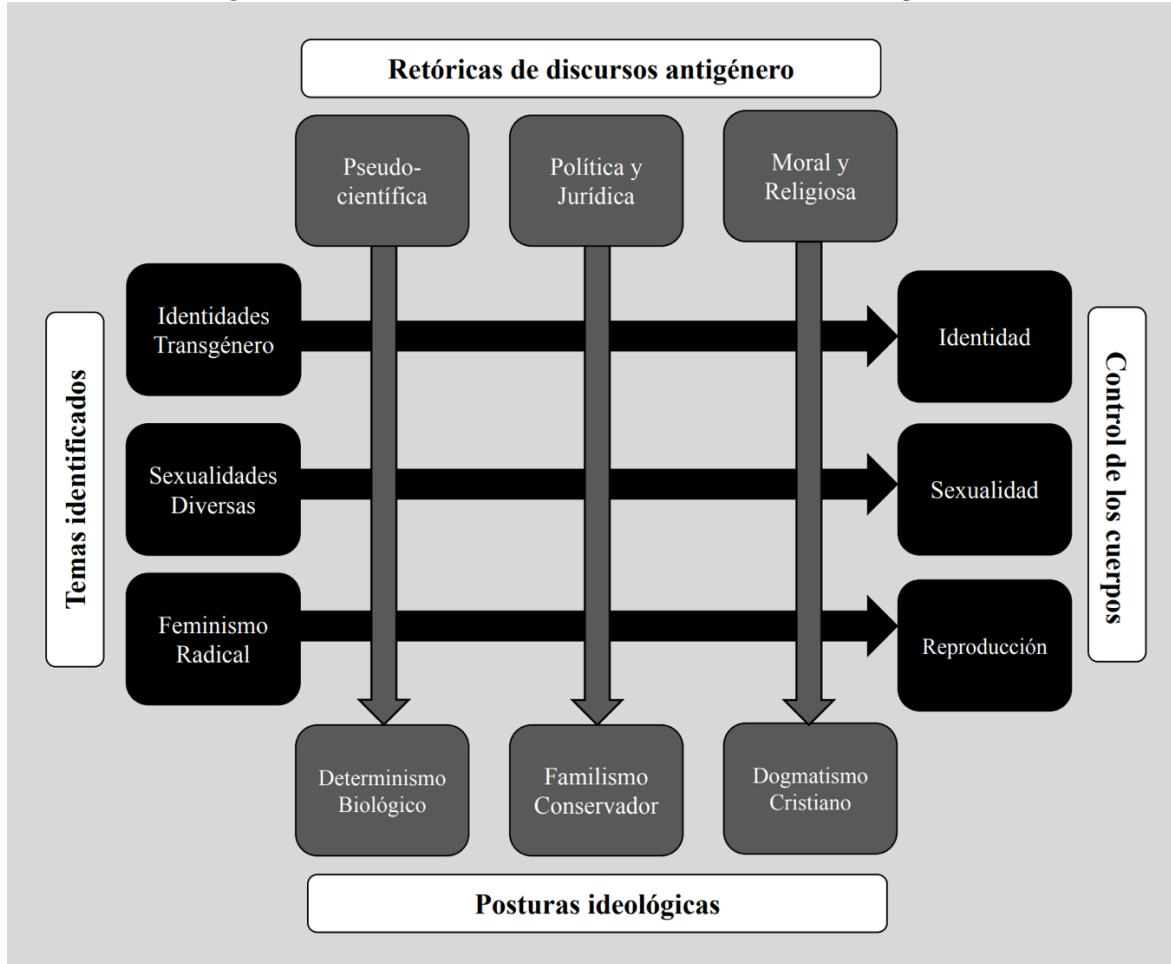 Retóricas de discursos antigénero
Pseudo-
científica
Política y
Jurídica
Moral y
Religiosa
Temas identificados
Identidades
Transgénero
Identidad
Sexualidades
Diversas
Sexualidad
Feminismo
Radical
Reproducción
Control de los cuerpos
Determinismo
Biológico
Familismo
Conservador
Dogmatismo
Cristiano
Posturas ideológicas